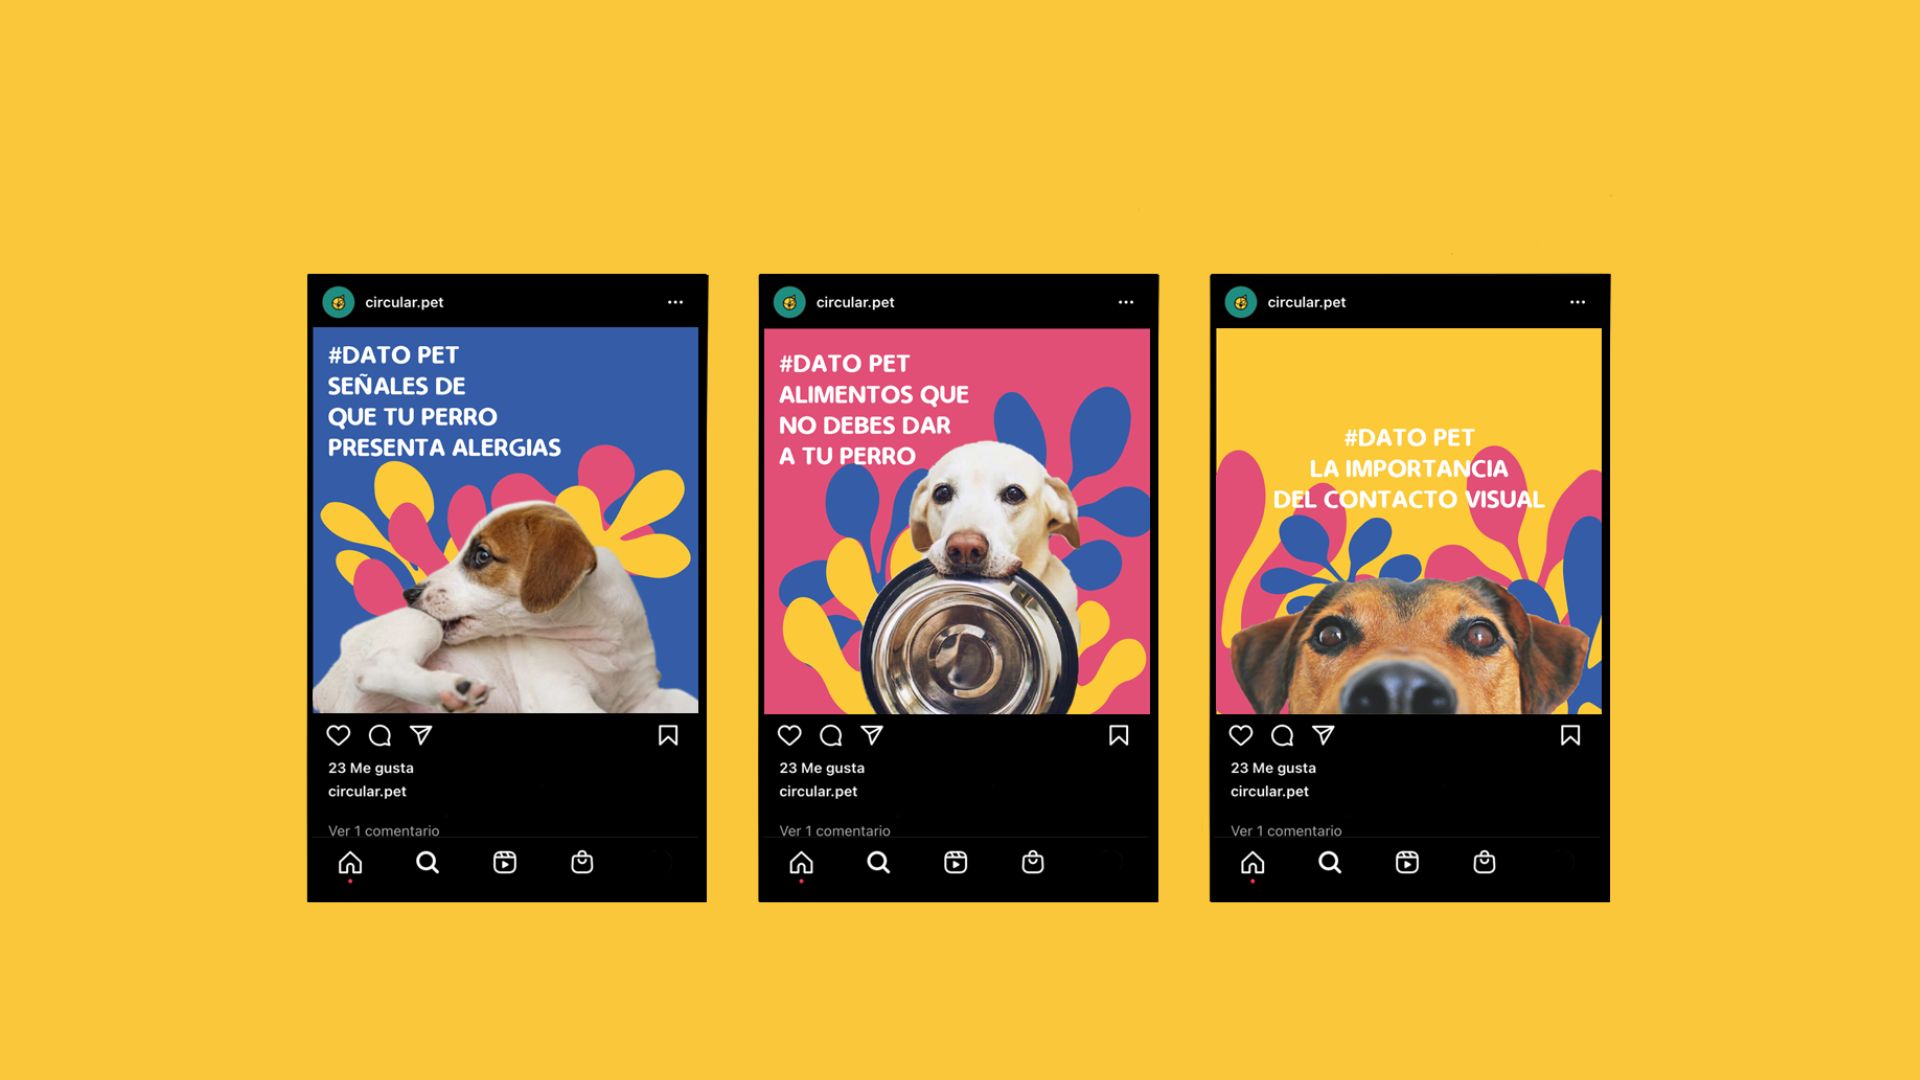 circular.pet
#DATO PET
SEÑALES DE
QUE TU PERRO
PRESENTA ALERGIAS
23 Me gusta
circular.pet
Ver 1 comentario
circular.pet
#DATO PET
ALIMENTOS QUE
NO DEBES DAR
A TU PERRO
23 Me gusta
circular.pet
Ver 1 comentario
circular.pet
#DATO PET
LA IMPORTANCIA
DEL CONTACTO VISUAL
23 Me gusta
circular.pet
Ver 1 comentario